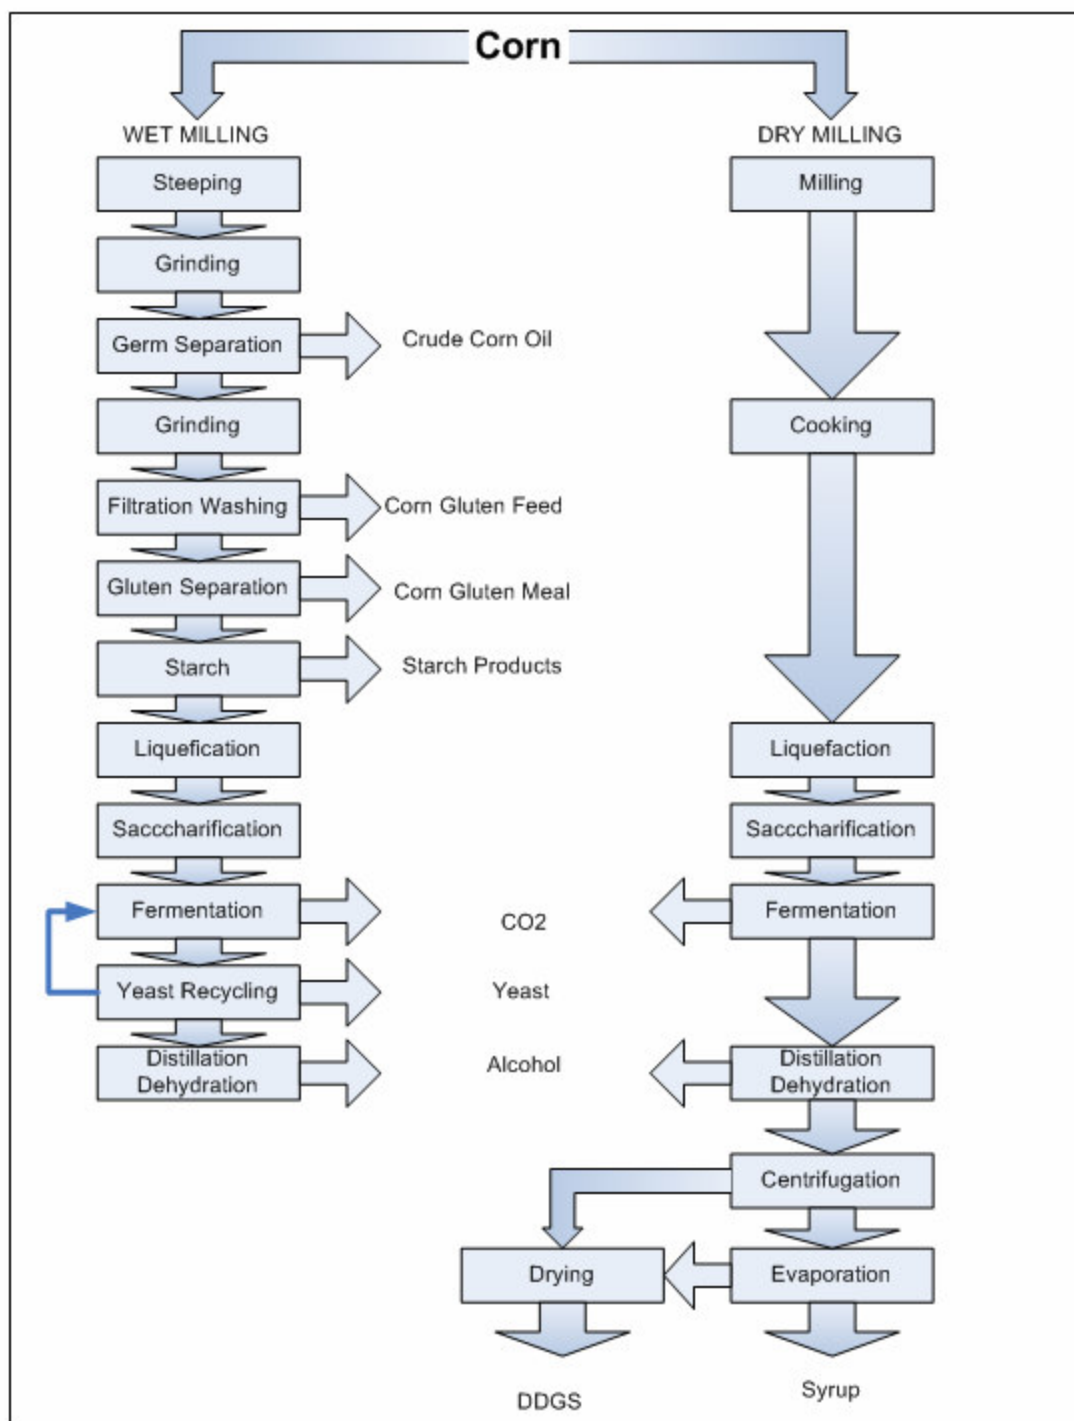 Corn
WET MILLING
Steeping
Grinding
Germ Separation
Crude Corn Oil
Grinding
Filtration Washing
Corn Gluten Feed
Gluten Separation
Corn Gluten Meal
Starch
Starch Products
Liquefication
Sacccharification
Fermentation
Yeast Recycling
Distillation
Dehydration
CO2
Yeast
Alcohol
DRY MILLING
Milling
Cooking
Liquefaction
Sacccharification
Fermentation
Distillation
Dehydration
Centrifugation
Drying
Evaporation
DDGS
Syrup